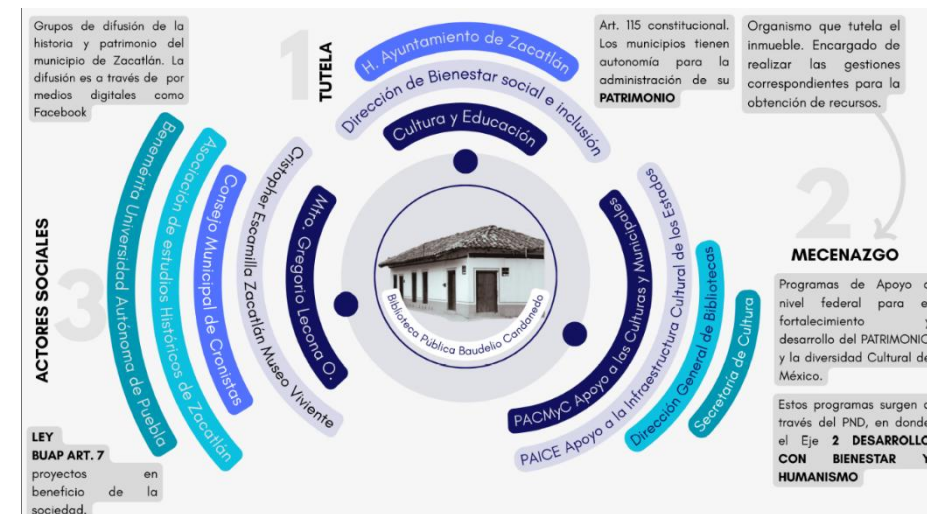 Grupos de difusión de la
historia y patrimonio del
municipio de Zacatlán. La
difusión es a través de por
medios digitales como
Facebook
1
TUTELA
H. Ayuntamiento de Zacatlán
Dirección de Bienestar social e inclusión
Cultura y Educación
Art. 115 constitucional.
Los municipios tienen
autonomía para la
administración de su
PATRIMONIO
Organismo que tutela el
inmueble. Encargado de
realizar las gestiones
correspondientes para la
obtención de recursos.
2
MECENAZGO
Programas de Apoyo a
nivel federal para el
fortalecimiento y
desarrollo del PATRIMONIO
y la diversidad Cultural de
México.
Estos programas surgen a
través del PND, en donde
el Eje 2 DESARROLLO
CON BIENESTAR Y
HUMANISMO
PACMyC Apoyo a las Culturas y Municipales
PAICE Apoyo a la Infraestructura Cultural de los Estados
Dirección General de Bibliotecas
Secretaría de Cultura
Biblioteca Pública Baudelio Candanedo
3
ACTORES SOCIALES
Benemérita Universidad Autónoma de Puebla
Asociación de estudios Históricos de Zacatlán
Consejo Municipal de Cronistas
Cristopher Escamilla Zacatlán Museo Viviente
Mtro. Gregorio Lecona O.
LEY
BUAP ART. 7
proyectos en
beneficio de la
sociedad.